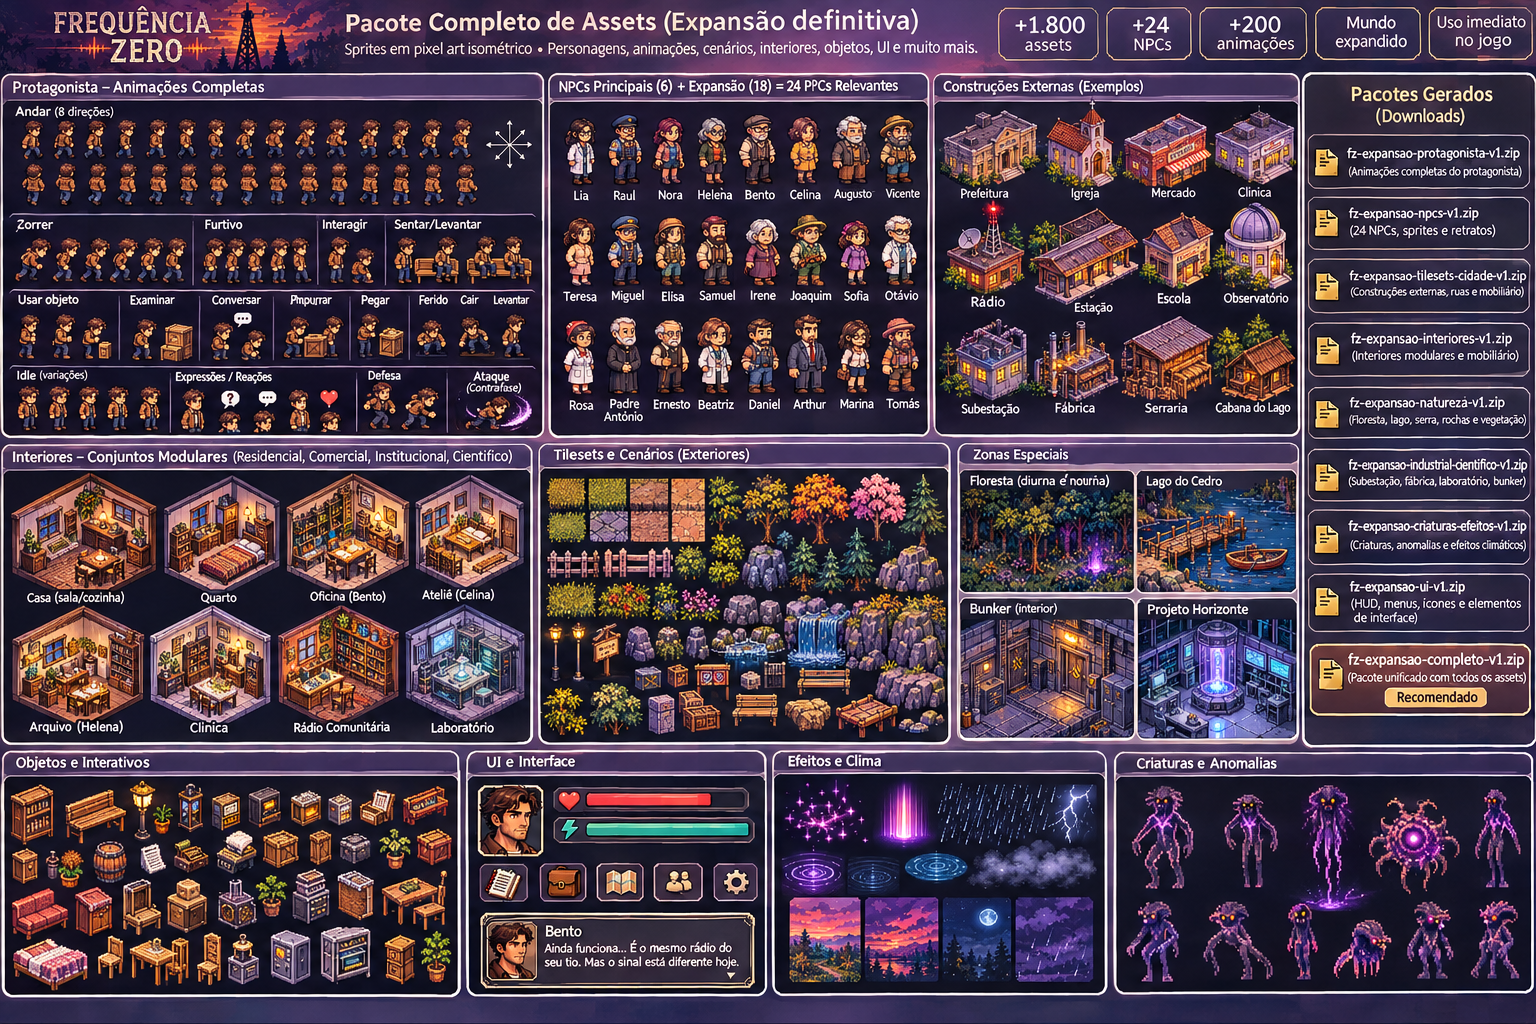 FREQUÊNCIA
ZERO
Pacote Completo de Assets (Expansão definitiva)
Sprites em pixel art isométrico • Personagens, animações, cenários, interiores, objetos, UI e muito mais.
+1.800
assets
+24
NPCs
+200
animações
Mundo
expandido
Uso imediato
no jogo
Protagonista – Animações Completas
Andar (8 direções)
Zorrer
Furtivo
Interagir
Sentar/Levantar
Usar objeto
Examinar
Conversar
Pmpurrar
Pegar
Ferido
Cair
Levantar
Idle (variações)
Expressões / Reações
?
Defesa
Ataque
(Contrafase)
NPCs Principais (6) + Expansão (18) = 24 PPCs Relevantes
Lia
Raul
Nora
Helena
Bento
Celina
Augusto
Vicente
Teresa
Miguel
Elisa
Samuel
Irene
Joaquim
Sofia
Otávio
Rosa
Padre
António
Ernesto
Beatriz
Daniel
Arthur
Marina
Tomás
Construções Externas (Exemplos)
Prefeitura
Igreja
Mercado
Clinica
Rádio
Estação
Escola
Observatório
Subestação
Fábrica
Serraria
Cabana do Lago
Pacotes Gerados
(Downloads)
fz-expansao-protagonista-v1.zip
(Animações completas do protagonista)
fz-expansao-npcs-v1.zip
(24 NPCs, sprites e retratos)
fz-expansao-tilesets-cidade-v1.zip
(Construções externas, ruas e mobiliário)
fz-expansao-interiores-v1.zip
(Interiores modulares e mobiliário)
fz-expansao-natureza-v1.zip
(Floresta, lago, serra, rochas e vegetação)
fz-expansao-industrial-cientifico-v1.zip
(Subestação, fábrica, laboratório, bunker)
fz-expansao-criaturas-efeitos-v1.zip
(Criaturas, anomalias e efeitos climáticos)
fz-expansao-ui-v1.zip
(HUD, menus, icones e elementos
de interface)
fz-expansao-completo-v1.zip
(Pacote unificado com todos os assets)
Recomendado
Interiores – Conjuntos Modulares (Residencial, Comercial, Institucional, Cientifico)
Casa (sala/cozinha)
Quarto
Oficina (Bento)
Ateliê (Celina)
Arquivo (Helena)
Clinica
Rádio Comunitária
Laboratório
Tilesets e Cenários (Exteriores)
Zonas Especiais
Floresta (diurna e nourña)
Lago do Cedro
Bunker (interior)
Projeto Horizonte
Objetos e Interativos
UI e Interface
Bento
Ainda funciona... É o mesmo rádio do
seu tio. Mas o sinal está diferente hoje.
Efeitos e Clima
Criaturas e Anomalias